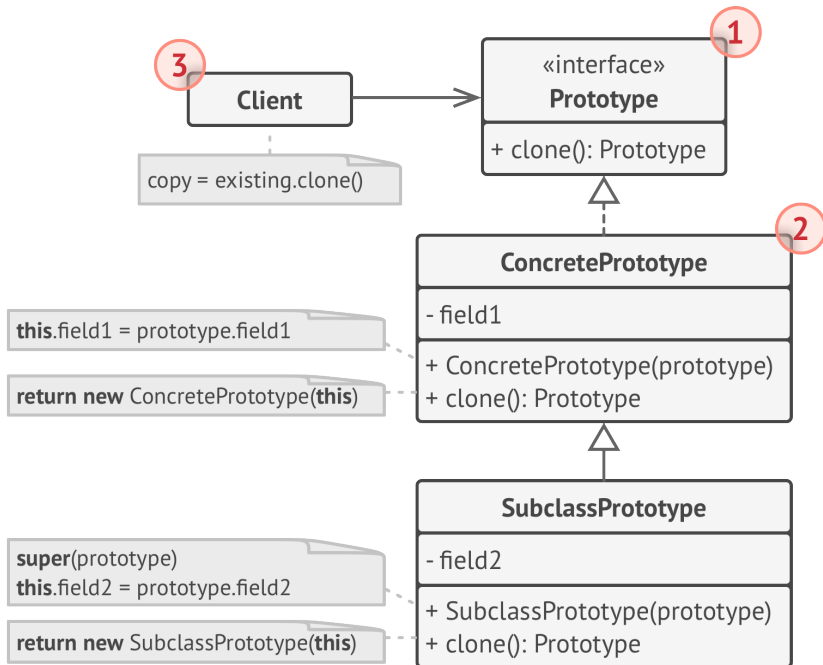 1
«interface»
Prototype
+ clone(): Prototype
3
Client
copy = existing.clone()
2
ConcretePrototype
- field1
+ ConcretePrototype(prototype)
+ clone(): Prototype
this.field1 = prototype.field1
return new ConcretePrototype(this)
SubclassPrototype
- field2
+ SubclassPrototype(prototype)
+ clone(): Prototype
super(prototype)
this.field2 = prototype.field2
return new SubclassPrototype(this)